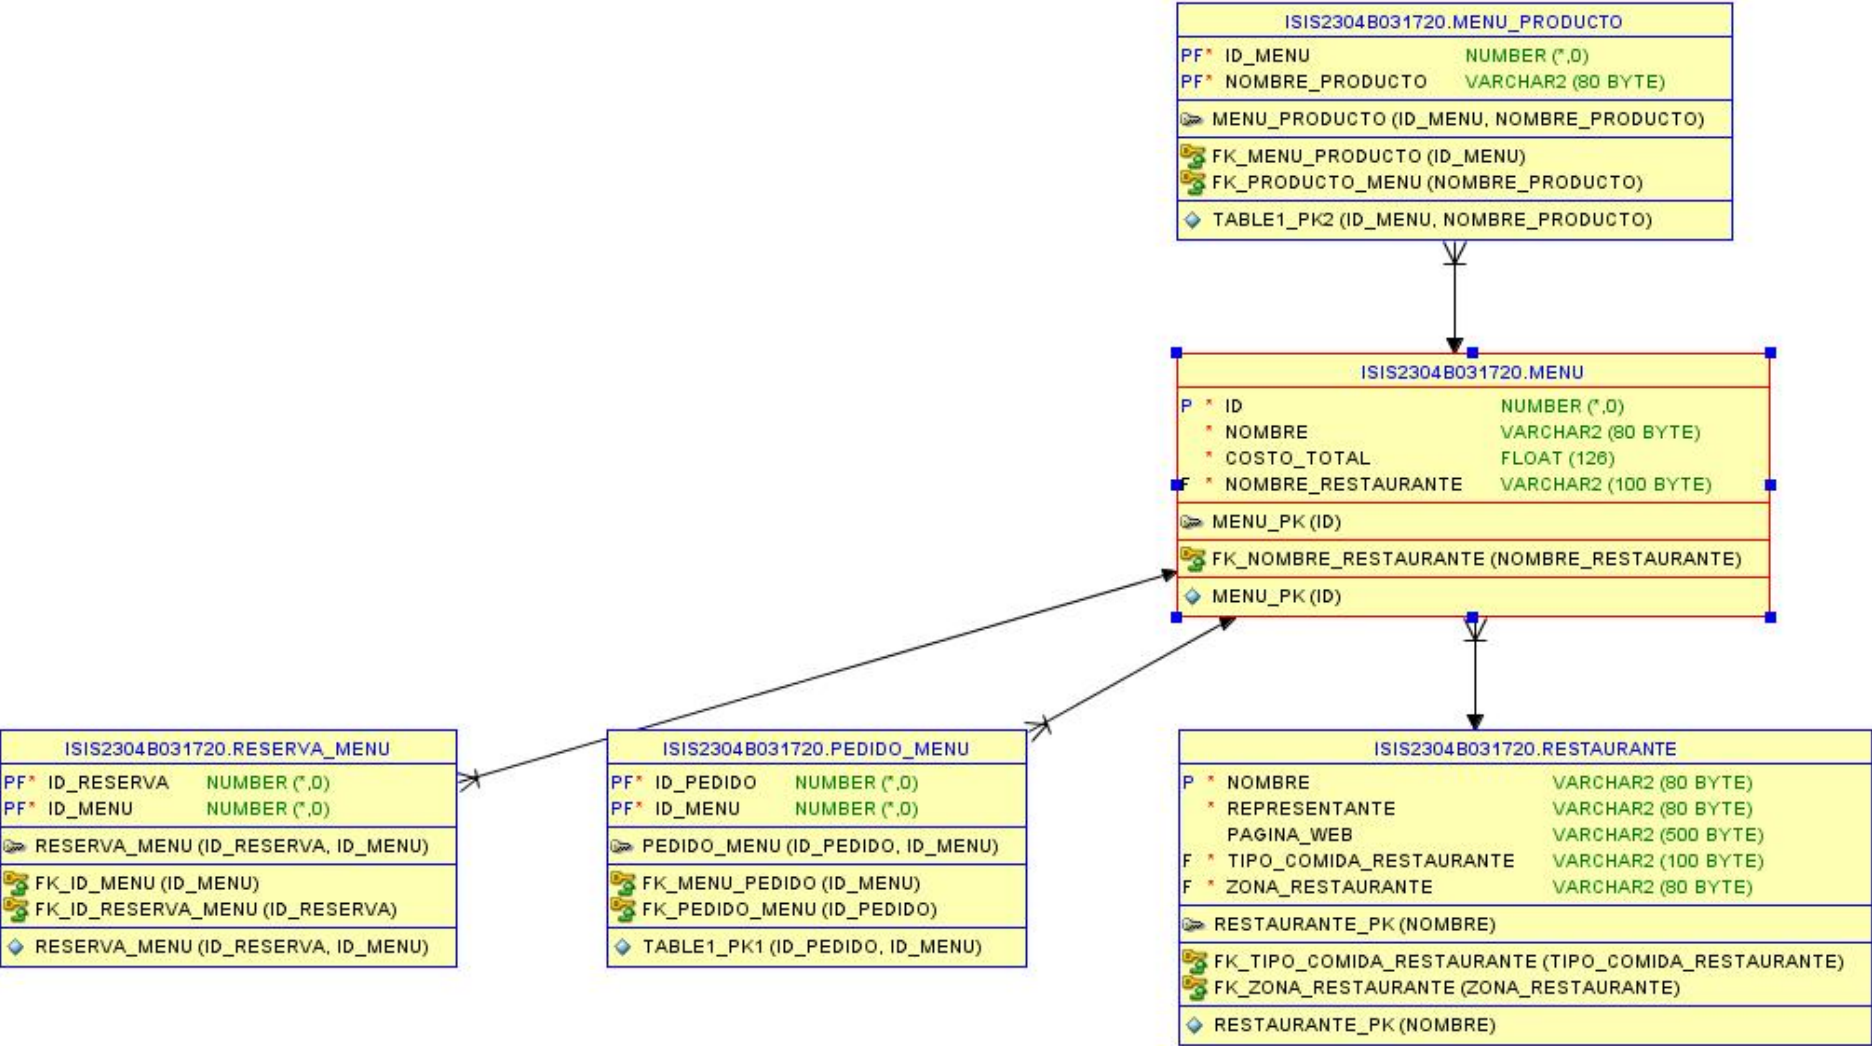 ISIS2304B031720.MENU_PRODUCTO
PF* ID_MENU NUMBER (*,0)
PF* NOMBRE_PRODUCTO VARCHAR2 (80 BYTE)
MENU_PRODUCTO (ID_MENU, NOMBRE_PRODUCTO)
FK_MENU_PRODUCTO (ID_MENU)
FK_PRODUCTO_MENU (NOMBRE_PRODUCTO)
TABLE1_PK2 (ID_MENU, NOMBRE_PRODUCTO)
ISIS2304B031720.MENU
P * ID NUMBER (*,0)
* NOMBRE VARCHAR2 (80 BYTE)
* COSTO_TOTAL FLOAT (126)
F * NOMBRE_RESTAURANTE VARCHAR2 (100 BYTE)
MENU_PK (ID)
FK_NOMBRE_RESTAURANTE (NOMBRE_RESTAURANTE)
MENU_PK (ID)
ISIS2304B031720.RESERVA_MENU
PF* ID_RESERVA NUMBER (*,0)
PF* ID_MENU NUMBER (*,0)
RESERVA_MENU (ID_RESERVA, ID_MENU)
FK_ID_MENU (ID_MENU)
FK_ID_RESERVA_MENU (ID_RESERVA)
RESERVA_MENU (ID_RESERVA, ID_MENU)
ISIS2304B031720.PEDIDO_MENU
PF* ID_PEDIDO NUMBER (*,0)
PF* ID_MENU NUMBER (*,0)
PEDIDO_MENU (ID_PEDIDO, ID_MENU)
FK_MENU_PEDIDO (ID_MENU)
FK_PEDIDO_MENU (ID_PEDIDO)
TABLE1_PK1 (ID_PEDIDO, ID_MENU)
ISIS2304B031720.RESTAURANTE
P * NOMBRE VARCHAR2 (80 BYTE)
* REPRESENTANTE VARCHAR2 (80 BYTE)
PAGINA_WEB VARCHAR2 (500 BYTE)
F * TIPO_COMIDA_RESTAURANTE VARCHAR2 (100 BYTE)
F * ZONA_RESTAURANTE VARCHAR2 (80 BYTE)
RESTAURANTE_PK (NOMBRE)
FK_TIPO_COMIDA_RESTAURANTE (TIPO_COMIDA_RESTAURANTE)
FK_ZONA_RESTAURANTE (ZONA_RESTAURANTE)
RESTAURANTE_PK (NOMBRE)